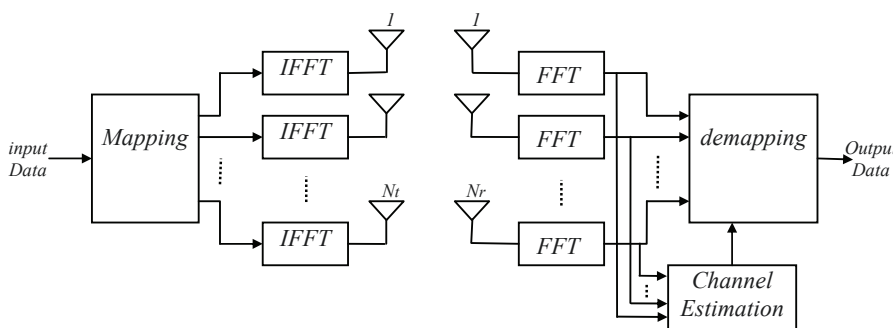 1
1
IFFT
FFT
Mapping
IFFT
FFT
demapping
input
Data
Output
Data
Nt
Nr
IFFT
FFT
Channel
Estimation